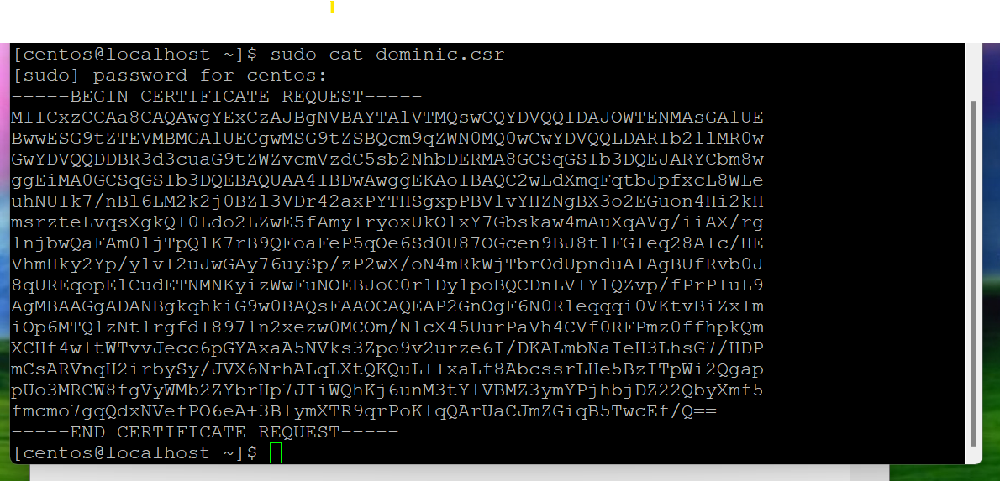 [centos@localhost ~]$ sudo cat dominic.csr
[sudo] password for centos:
-----BEGIN CERTIFICATE REQUEST-----
MIICxzCCAa8CAQAwgYExCzAJBgNVBAYTAlVTMQswCQYDVQQIDAJOWTENMAsGA1UE
BwwESG9tZTEVMBMGA1UECgwMSG9tZSBQcm9qZWN0MQ0wCwYDVQQLDARIb21lMR0w
GwYDVQQDDBR3d3cuaG9tZWZvcmVzdC5sb2NhbDERMA8GCSqGSIb3DQEJARYCbm8w
ggEiMA0GCSqGSIb3DQEBAQUAA4IBDwAwggEKAoIBAQC2wLdXmqFqtbJpfxcL8WLe
uhNUIk7/nBl6LM2k2j0BZl3VDr42axPYTHSgxpPBV1vYHZNgBX3o2EGuon4Hi2kH
msrzteLvqsXgkQ+0Ldo2LZwE5fAmy+ryoxUkO1xY7Gbskaw4mAuXqAVg/iiAX/rg
1njbwQaFAm0ljTpQlK7rB9QFoaFeP5qOe6Sd0U87OGcen9BJ8tlFG+eq28AIc/HE
VhmHky2Yp/ylvI2uJwGAy76uySp/zP2wX/oN4mRkWjTbrOdUpnduAIAgBUfRvb0J
8qUREqopElCudETNMNKyizWwFuNOEBJoC0rlDylpoBQCDnLVIYlQZvp/fPrPIuL9
AgMBAAGgADANBgkqhkiG9w0BAQsFAAOCAQEAP2GnOgF6N0Rleqqqi0VKtvBiZxIm
iOp6MTQ1zNt1rgfd+8971n2xezw0MCOm/N1cX45UurPaVh4CVf0RFPmz0ffhpkQm
XCHf4wltWTvvJecc6pGYAxaA5NVks3Zpo9v2urze6I/DKALmbNaIeH3LhsG7/HDP
mCsARVnqH2irbySy/JVX6NrhALqLXtQKQuL++xaLf8AbcssrLHe5BzITpWi2Qgap
pUo3MRCW8fgVyWMb2ZYbrHp7JIiWQhKj6unM3tYlVBMZ3ymYPjhbjDZ22QbyXmf5
fmcmo7gqQdxNVefPO6eA+3BlymXTR9qrPoKlqQArUaCJmZGiqB5TwcEf/Q==
-----END CERTIFICATE REQUEST-----
[centos@localhost ~]$